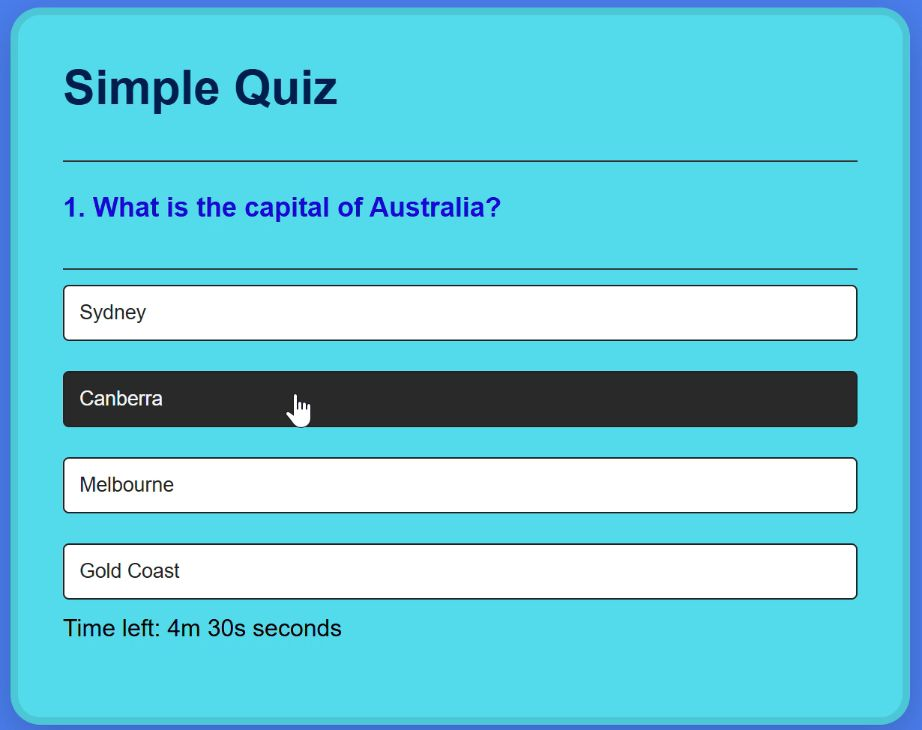 Simple Quiz
1. What is the capital of Australia?
Sydney
Canberra
Melbourne
Gold Coast
Time left: 4m 30s seconds